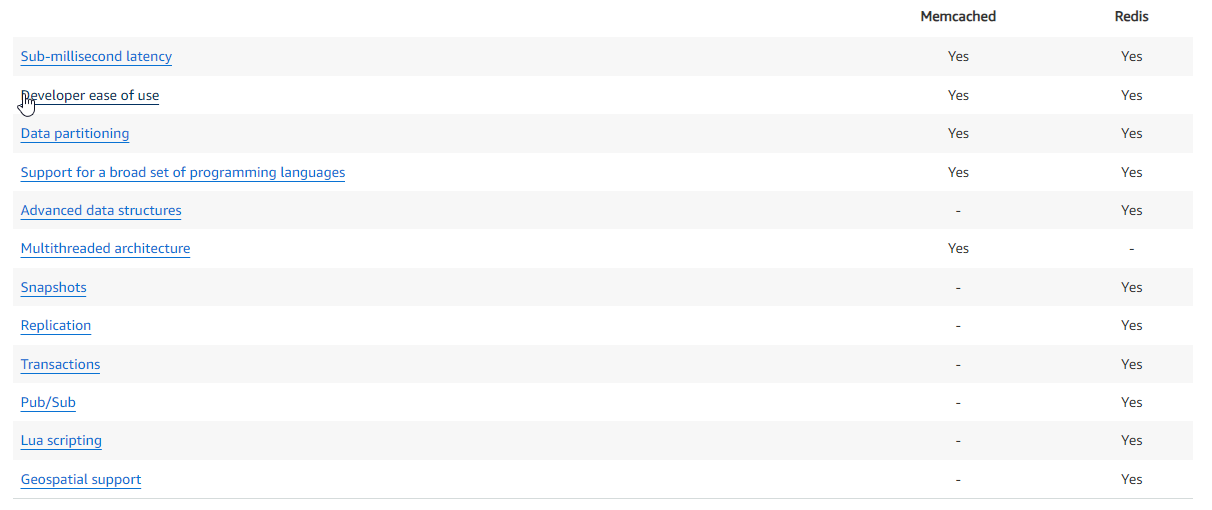 Memcached Redis
Sub-millisecond latency Yes Yes
Developer ease of use Yes Yes
Data partitioning Yes Yes
Support for a broad set of programming languages Yes Yes
Advanced data structures - Yes
Multithreaded architecture Yes -
Snapshots - Yes
Replication - Yes
Transactions - Yes
Pub/Sub - Yes
Lua scripting - Yes
Geospatial support - Yes